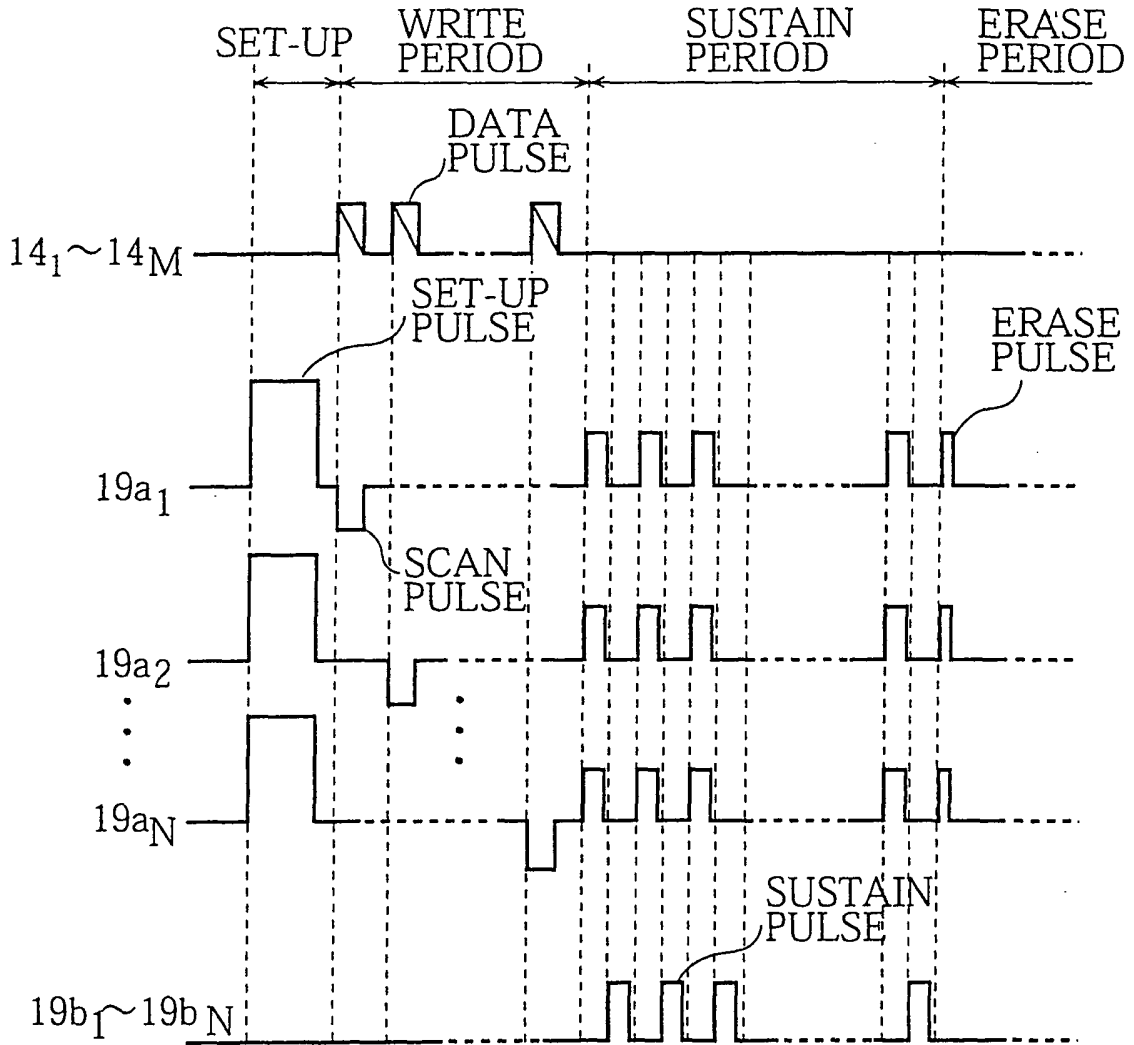 SET-UP
WRITE
PERIOD
SUSTAIN
PERIOD
ERASE
PERIOD
DATA
PULSE
14₁~14M
SET-UP
PULSE
ERASE
PULSE
19a₁
SCAN
PULSE
19a₂
19aN
SUSTAIN
PULSE
19b₁~19bN